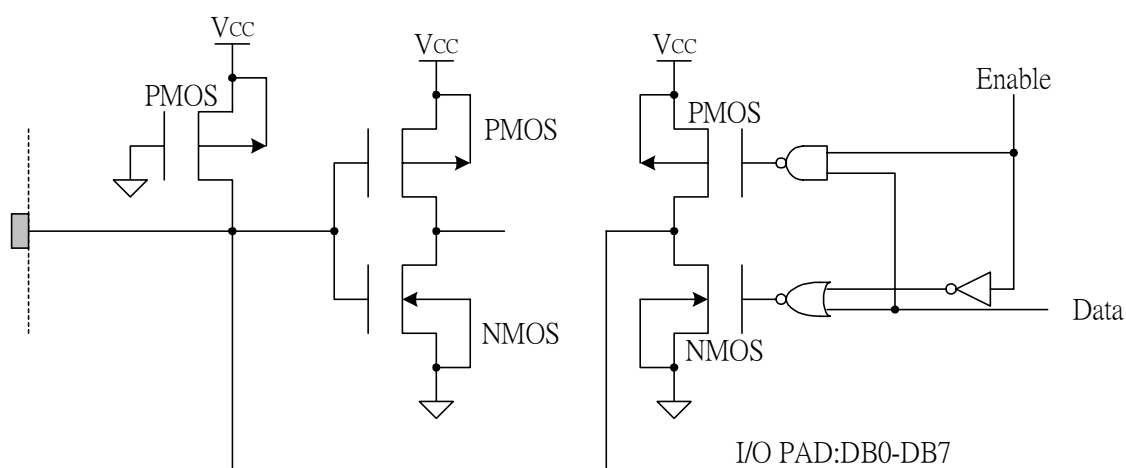 Vcc
Vcc
Vcc
Enable
PMOS
PMOS
PMOS
Data
NMOS
NMOS
I/O PAD:DB0-DB7